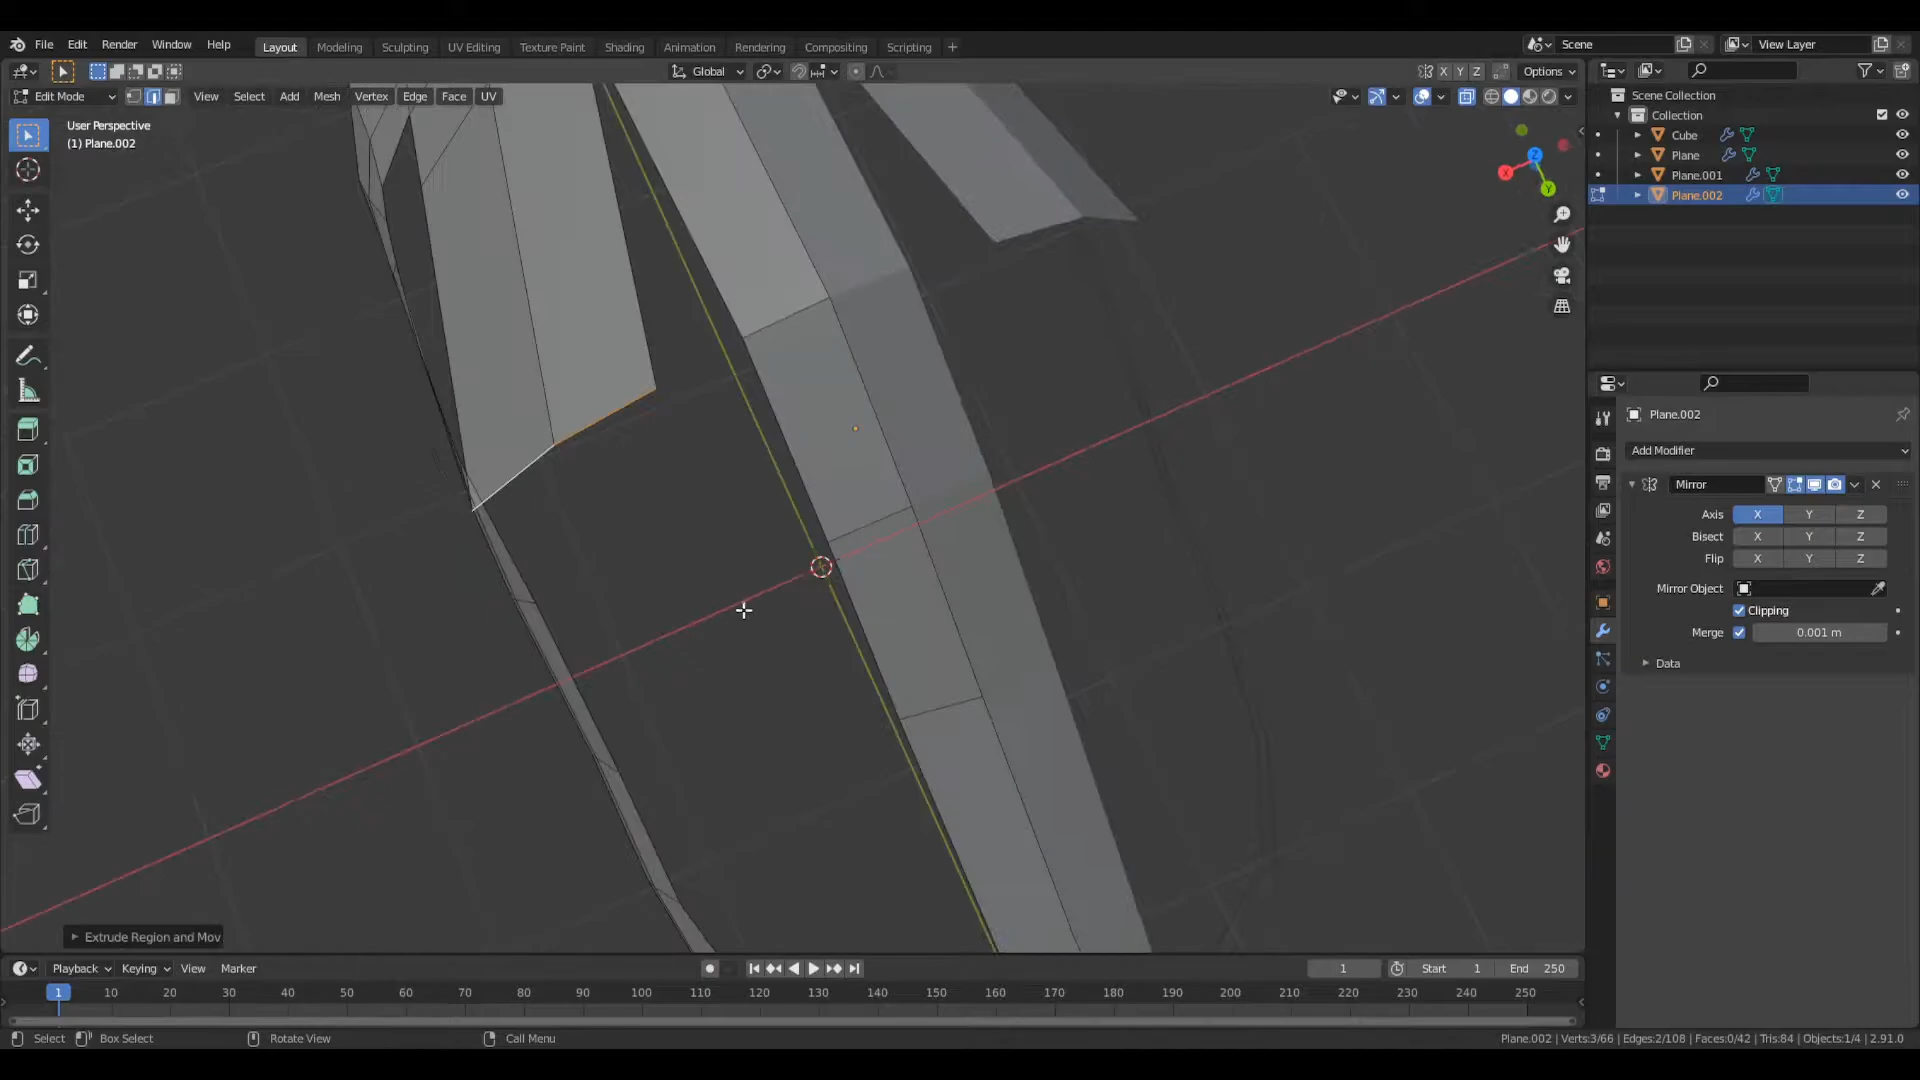 File Edit Render Window Help Layout Modeling Sculpting UV Editing Texture Paint Shading Animation Rendering Compositing Scripting + Scene View Layer
Global X Y Z Options
Edit Mode View Select Add Mesh Vertex Edge Face UV
User Perspective
(1) Plane.002
Z
X
Y
Extrude Region and Mov
Scene Collection
Collection
Cube
Plane
Plane.001
Plane.002
Plane.002
Add Modifier
Mirror
Axis X Y Z
Bisect X Y Z
Flip X Y Z
Mirror Object
Clipping
Merge 0.001 m
Data
Playback Keying View Marker 1 Start 1 End 250
1 10 20 30 40 50 60 70 80 90 100 110 120 130 140 150 160 170 180 190 200 210 220 230 240 250
Select Box Select Rotate View Call Menu Plane.002 | Verts:3/66 | Edges:2/108 | Faces:0/42 | Tris:84 | Objects:1/4 | 2.91.0